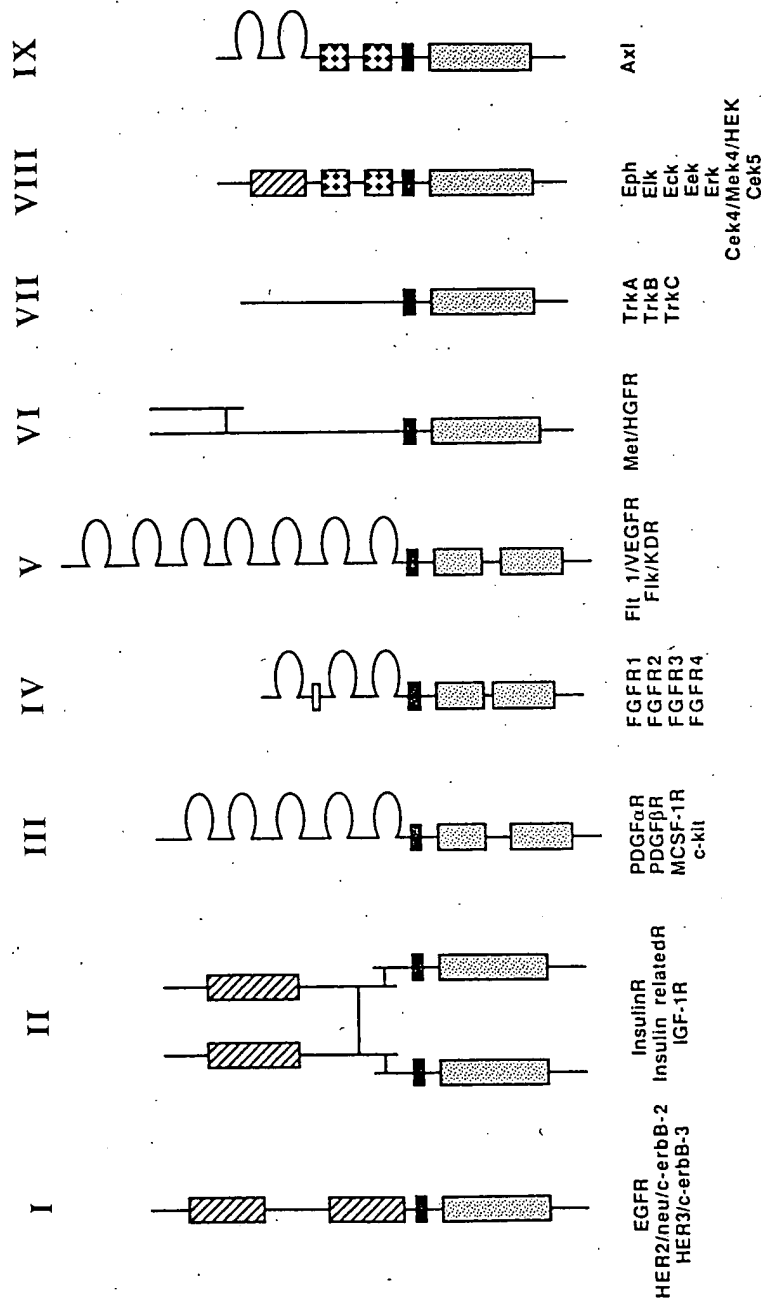 I
II
III
IV
V
VI
VII
VIII
IX
EGFR
HER2/neu/c-erbB-2
HER3/c-erbB-3
InsulinR
Insulin relatedR
IGF-1R
PDGFαR
PDGFβR
MCSF-1R
c-kit
FGFR1
FGFR2
FGFR3
FGFR4
Flt 1/VEGFR
Flk/KDR
Met/HGFR
TrkA
TrkB
TrkC
Eph
Elk
Eck
Eek
Erk
Cek4/Mek4/HEK
Cek5
Axl